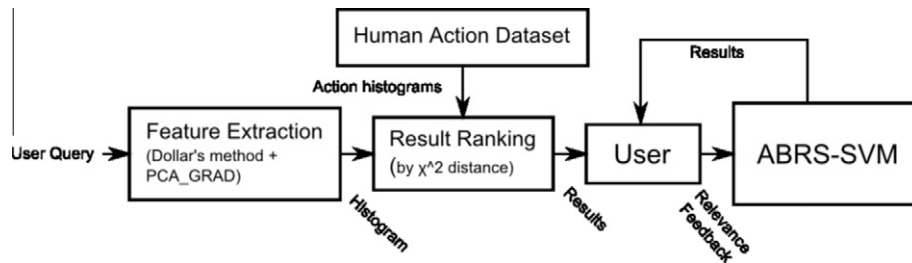 Human Action Dataset
Results
Action histograms
User Query
Feature Extraction
(Dollar's method +
PCA_GRAD)
Result Ranking
(by χ^2 distance)
User
ABRS-SVM
Histogram
Results
Relevance
Feedback